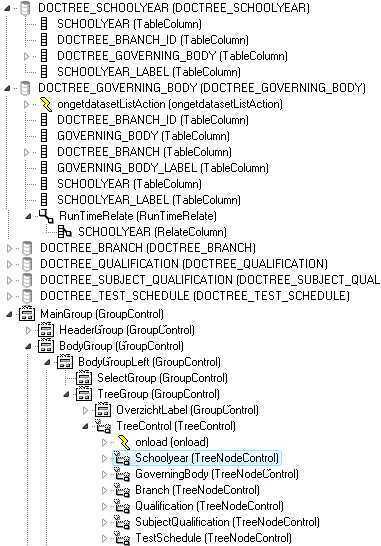 DOCTREE_SCHOOLYEAR (DOCTREE_SCHOOLYEAR)
SCHOOLYEAR (TableColumn)
DOCTREE_BRANCH_ID (TableColumn)
DOCTREE_GOVERNING_BODY (TableColumn)
SCHOOLYEAR_LABEL (TableColumn)
DOCTREE_GOVERNING_BODY (DOCTREE_GOVERNING_BODY)
ongetdatasetListAction (ongetdatasetListAction)
DOCTREE_BRANCH_ID (TableColumn)
GOVERNING_BODY (TableColumn)
DOCTREE_BRANCH (TableColumn)
GOVERNING_BODY_LABEL (TableColumn)
SCHOOLYEAR (TableColumn)
SCHOOLYEAR_LABEL (TableColumn)
RunTimeRelate (RunTimeRelate)
SCHOOLYEAR (RelateColumn)
DOCTREE_BRANCH (DOCTREE_BRANCH)
DOCTREE_QUALIFICATION (DOCTREE_QUALIFICATION)
DOCTREE_SUBJECT_QUALIFICATION (DOCTREE_SUBJECT_QUAL
DOCTREE_TEST_SCHEDULE (DOCTREE_TEST_SCHEDULE)
MainGroup (GroupControl)
HeaderGroup (GroupControl)
BodyGroup (GroupControl)
BodyGroupLeft (GroupControl)
SelectGroup (GroupControl)
TreeGroup (GroupControl)
OverzichtLabel (GroupControl)
TreeControl (TreeControl)
onload (onload)
Schoolyear (TreeNodeControl)
GoverningBody (TreeNodeControl)
Branch (TreeNodeControl)
Qualification (TreeNodeControl)
SubjectQualification (TreeNodeControl)
TestSchedule (TreeNodeControl)